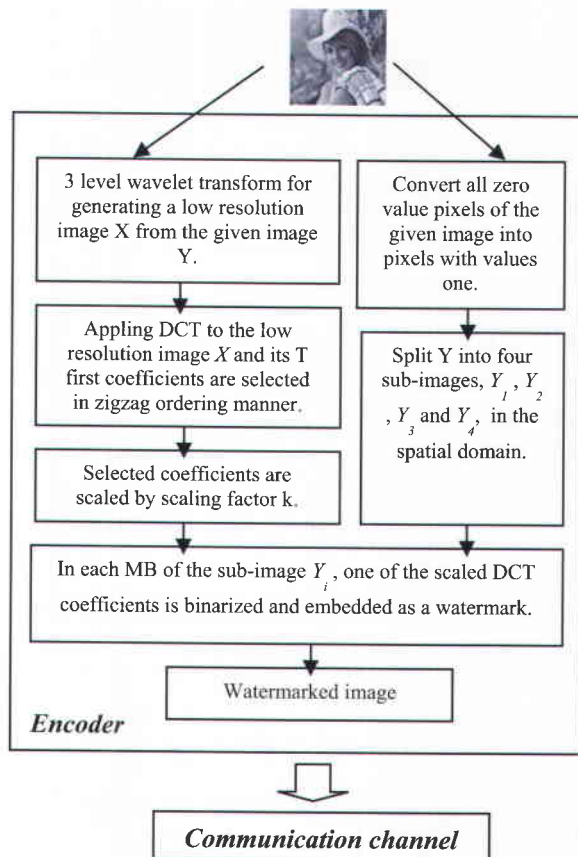 3 level wavelet transform for
generating a low resolution
image X from the given image
Y.
Appling DCT to the low
resolution image X and its T
first coefficients are selected
in zigzag ordering manner.
Selected coefficients are
scaled by scaling factor k.
Convert all zero
value pixels of the
given image into
pixels with values
one.
Split Y into four
sub-images, Y1 , Y2
, Y3 and Y4, in the
spatial domain.
In each MB of the sub-image Yi , one of the scaled DCT
coefficients is binarized and embedded as a watermark.
Watermarked image
Encoder
Communication channel